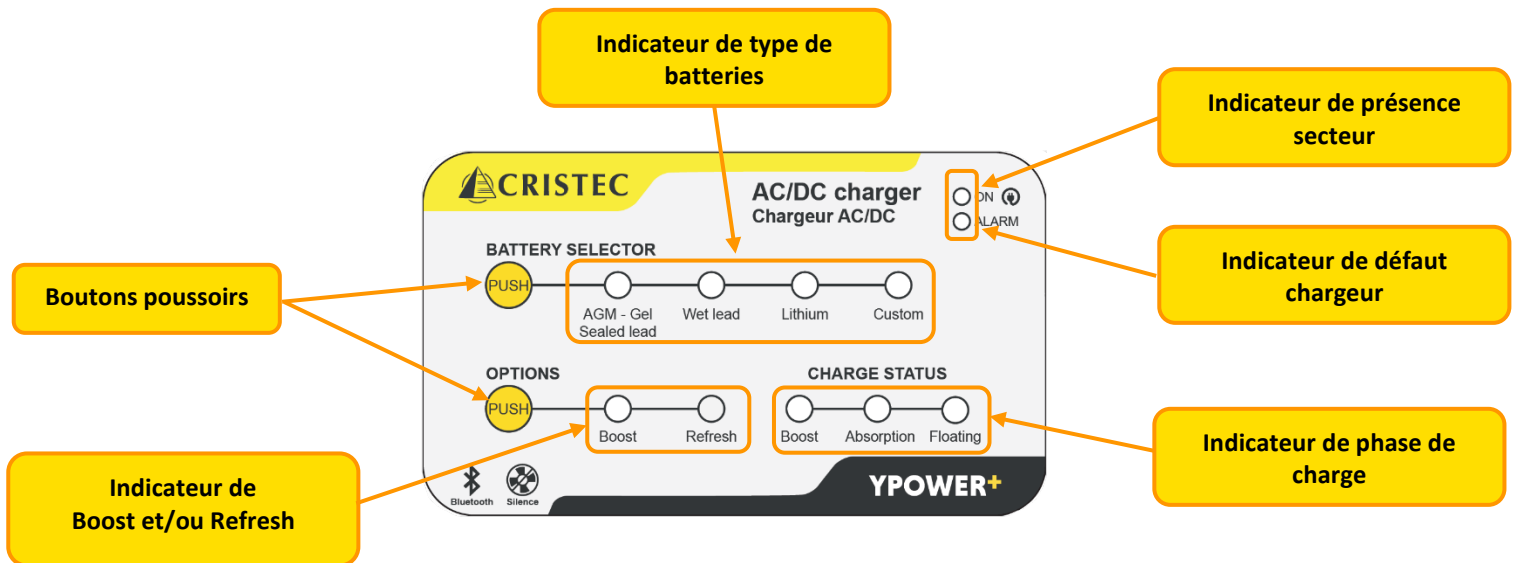 Indicateur de type de
batteries
Indicateur de présence
secteur
CRISTEC
AC/DC charger
Chargeur AC/DC
ON
ALARM
BATTERY SELECTOR
PUSH
AGM - Gel
Sealed lead
Wet lead
Lithium
Custom
Boutons poussoirs
Indicateur de défaut
chargeur
OPTIONS
PUSH
Boost
Refresh
CHARGE STATUS
Boost
Absorption
Floating
Indicateur de phase de
charge
Indicateur de
Boost et/ou Refresh
Bluetooth
Silence
YPOWER+